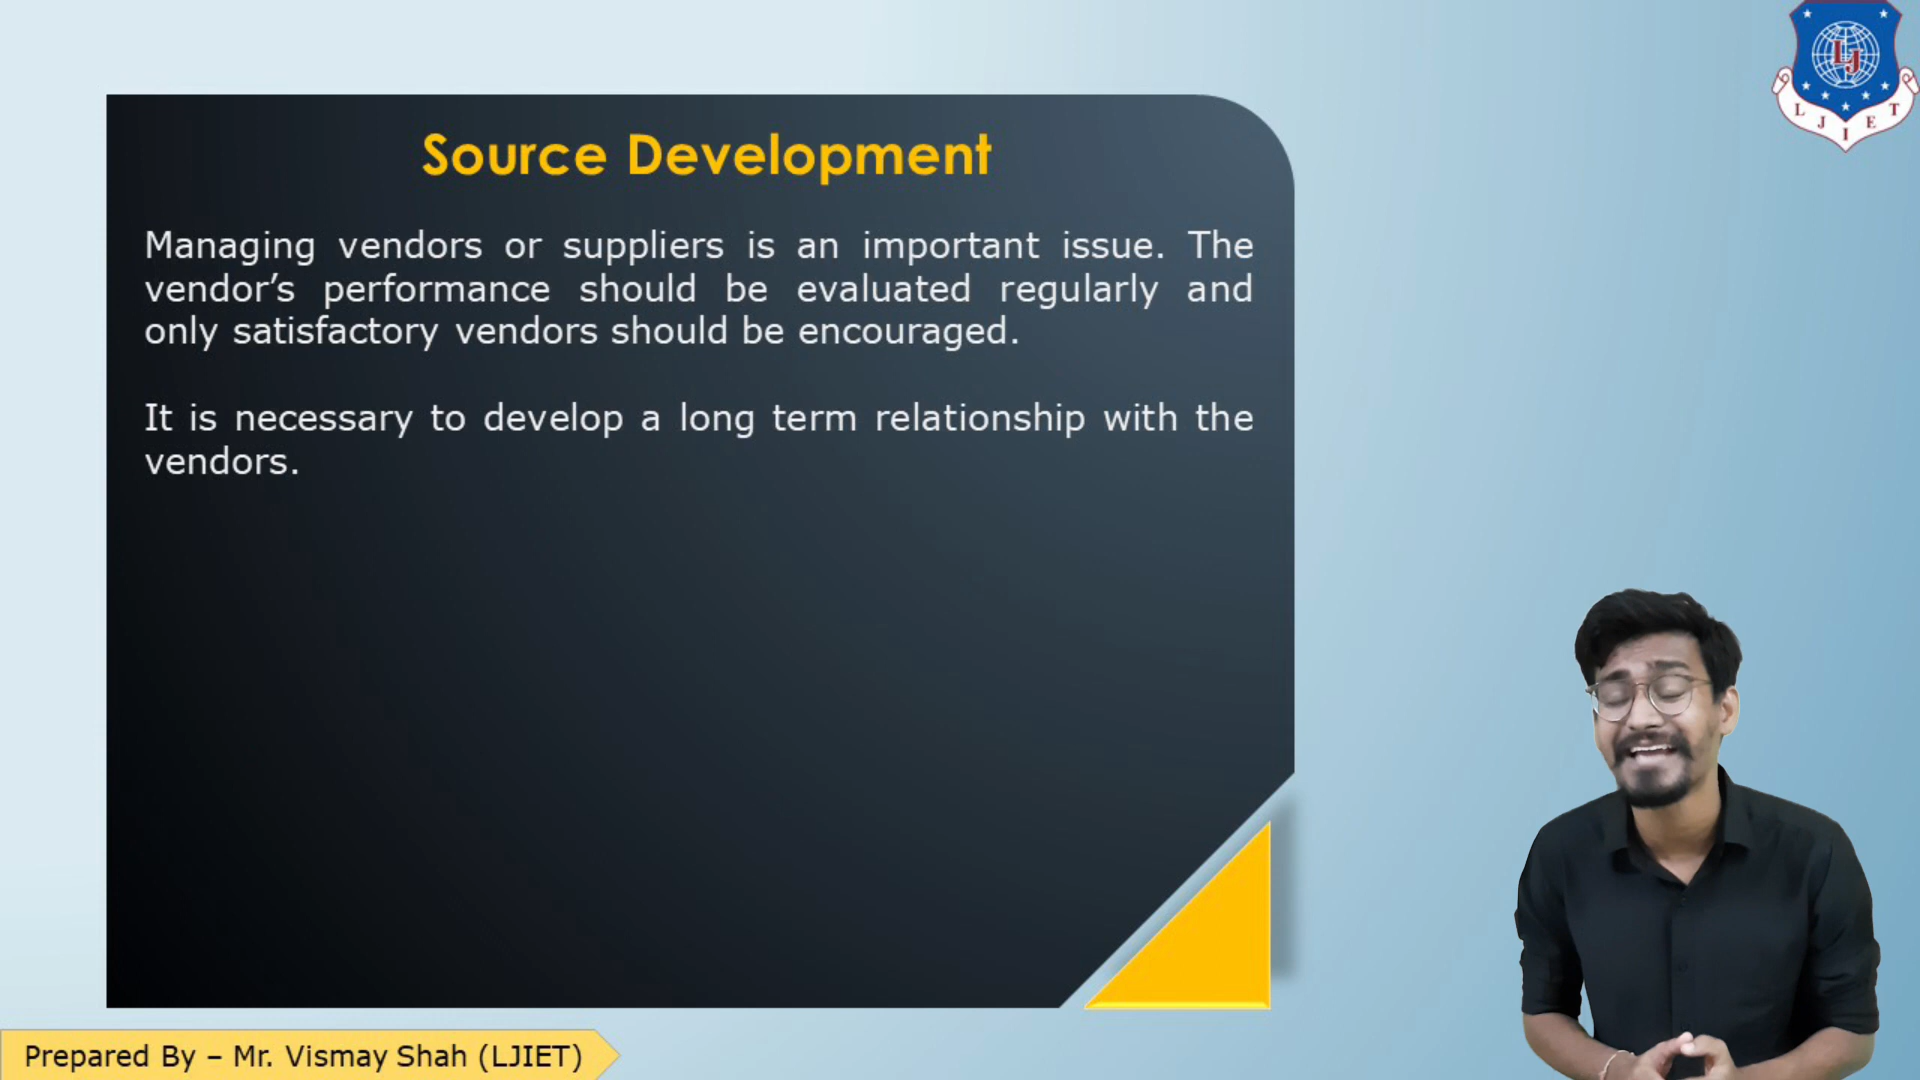 Source Development
Managing vendors or suppliers is an important issue. The
vendor’s performance should be evaluated regularly and
only satisfactory vendors should be encouraged.
It is necessary to develop a long term relationship with the
vendors.
LJ
L J I E T
Prepared By – Mr. Vismay Shah (LJIET)